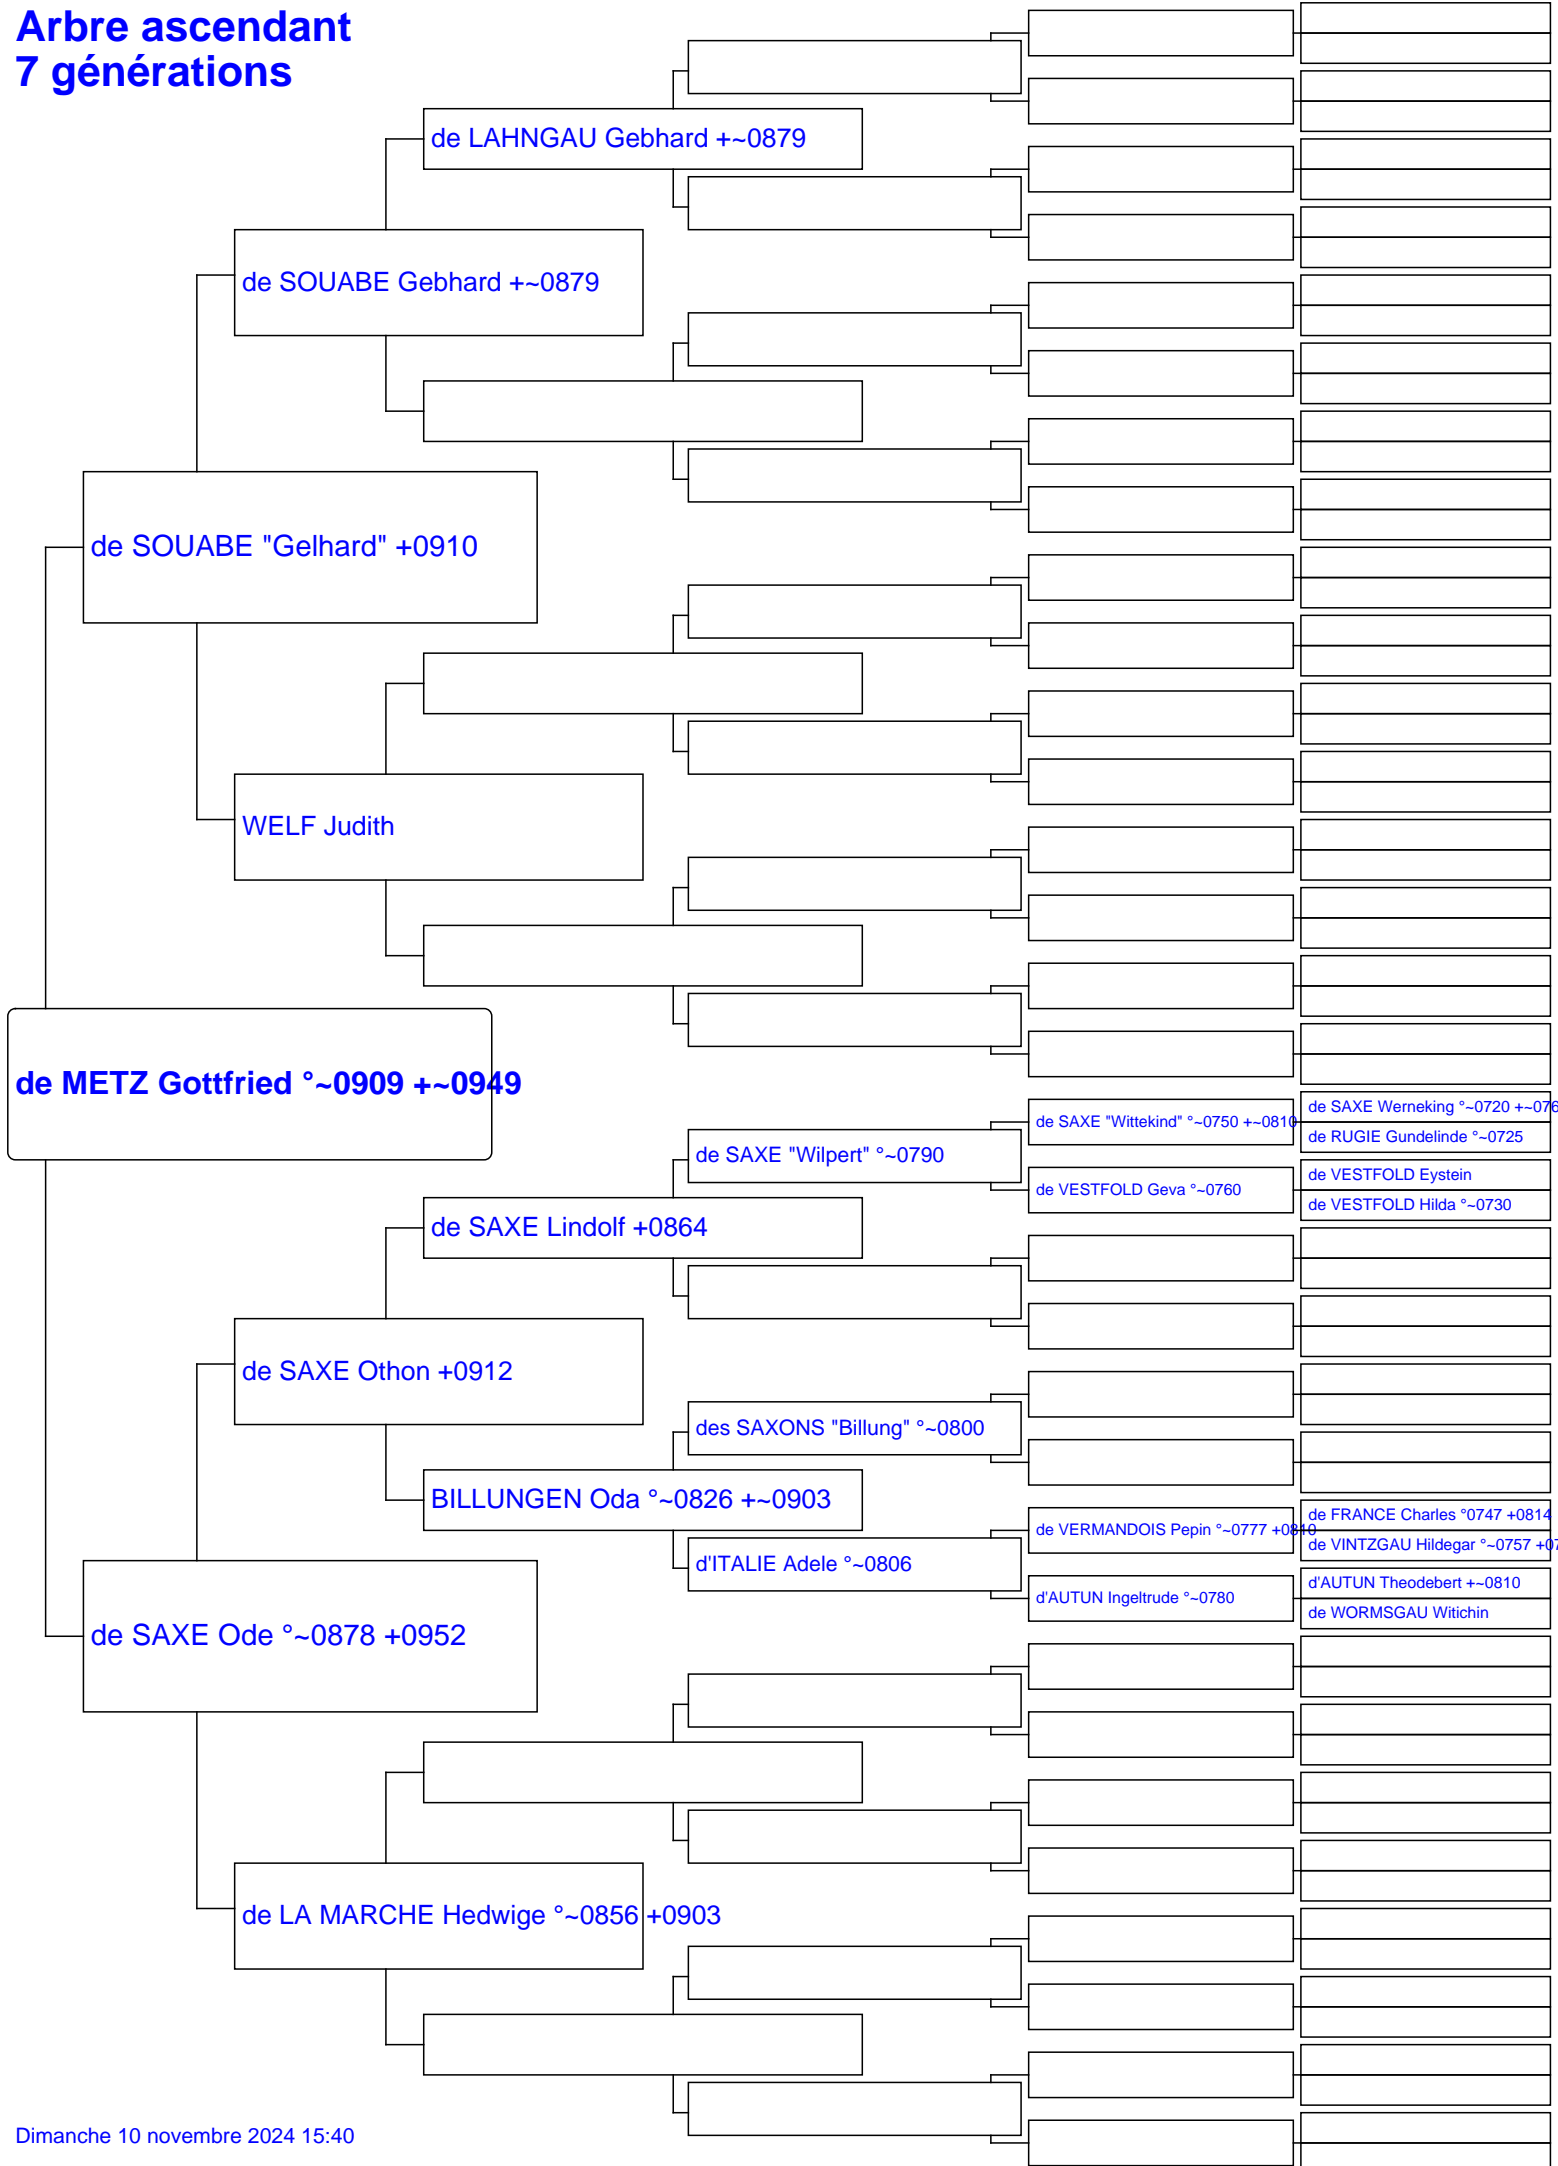 Arbre ascendant
7 générations
de LAHNGAU Gebhard +~0879
de SOUABE Gebhard +~0879
de SOUABE "Gelhard" +0910
WELF Judith
de METZ Gottfried °~0909 +~0949
de SAXE Werneking °~0720 +~076
de SAXE "Wittekind" °~0750 +~0810
de RUGIE Gundelinde °~0725
de SAXE "Wilpert" °~0790
de VESTFOLD Eystein
de VESTFOLD Geva °~0760
de VESTFOLD Hilda °~0730
de SAXE Lindolf +0864
de SAXE Othon +0912
des SAXONS "Billung" °~0800
BILLUNGEN Oda °~0826 +~0903
de FRANCE Charles °0747 +0814
de VERMANDOIS Pepin °~0777 +0810
de VINTZGAU Hildegar °~0757 +07
d'ITALIE Adele °~0806
d'AUTUN Theodebert +~0810
d'AUTUN Ingeltrude °~0780
de WORMSGAU Witichin
de SAXE Ode °~0878 +0952
de LA MARCHE Hedwige °~0856 +0903
Dimanche 10 novembre 2024 15:40